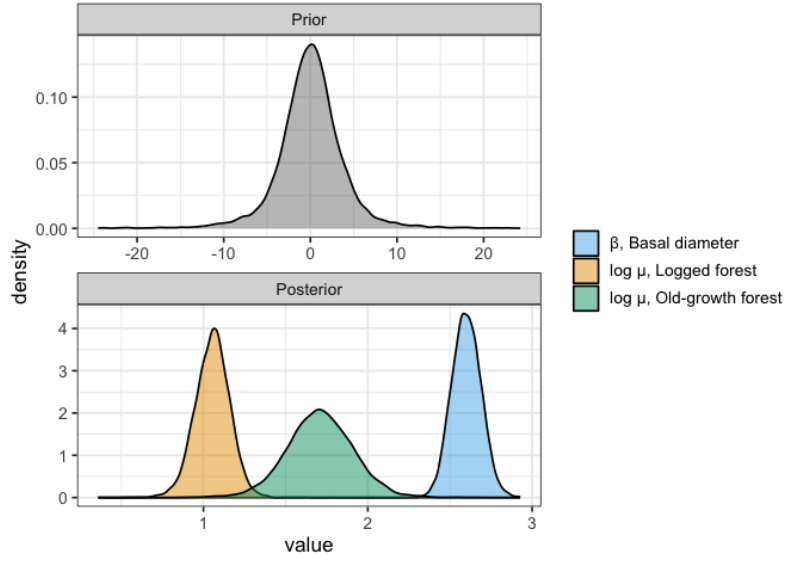 Prior
0.10
0.05
0.00
-20 -10 0 10 20
density
Posterior
4
3
2
1
0
1 2 3
value
β, Basal diameter
log μ, Logged forest
log μ, Old-growth forest